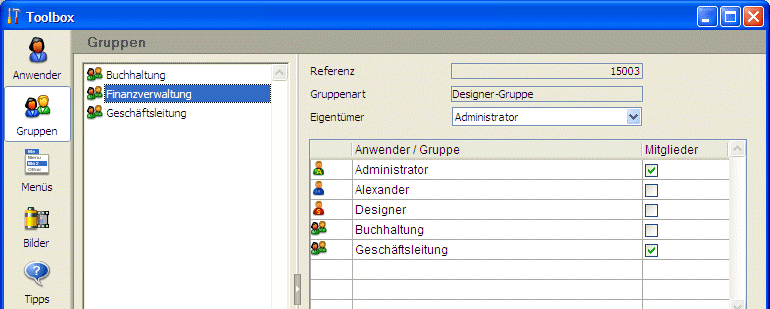 Toolbox
Anwender
Gruppen
Menüs
Bilder
Tipps
Gruppen
Buchhaltung
Finanzverwaltung
Geschäftsleitung
Referenz 15003
Gruppenart Designer-Gruppe
Eigentümer Administrator
Anwender / Gruppe Mitglieder
Administrator
Alexander
Designer
Buchhaltung
Geschäftsleitung